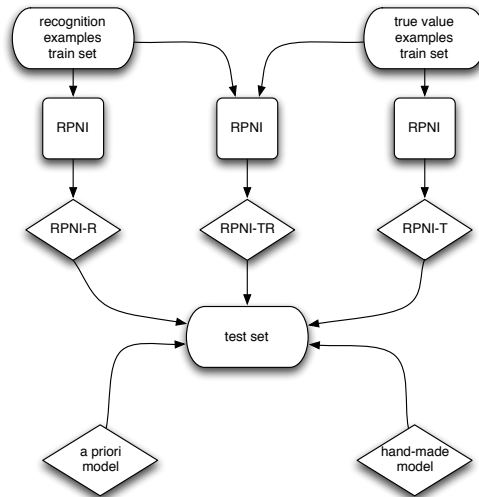 recognition
examples
train set
true value
examples
train set
RPNI
RPNI
RPNI
RPNI-R
RPNI-TR
RPNI-T
test set
a priori
model
hand-made
model